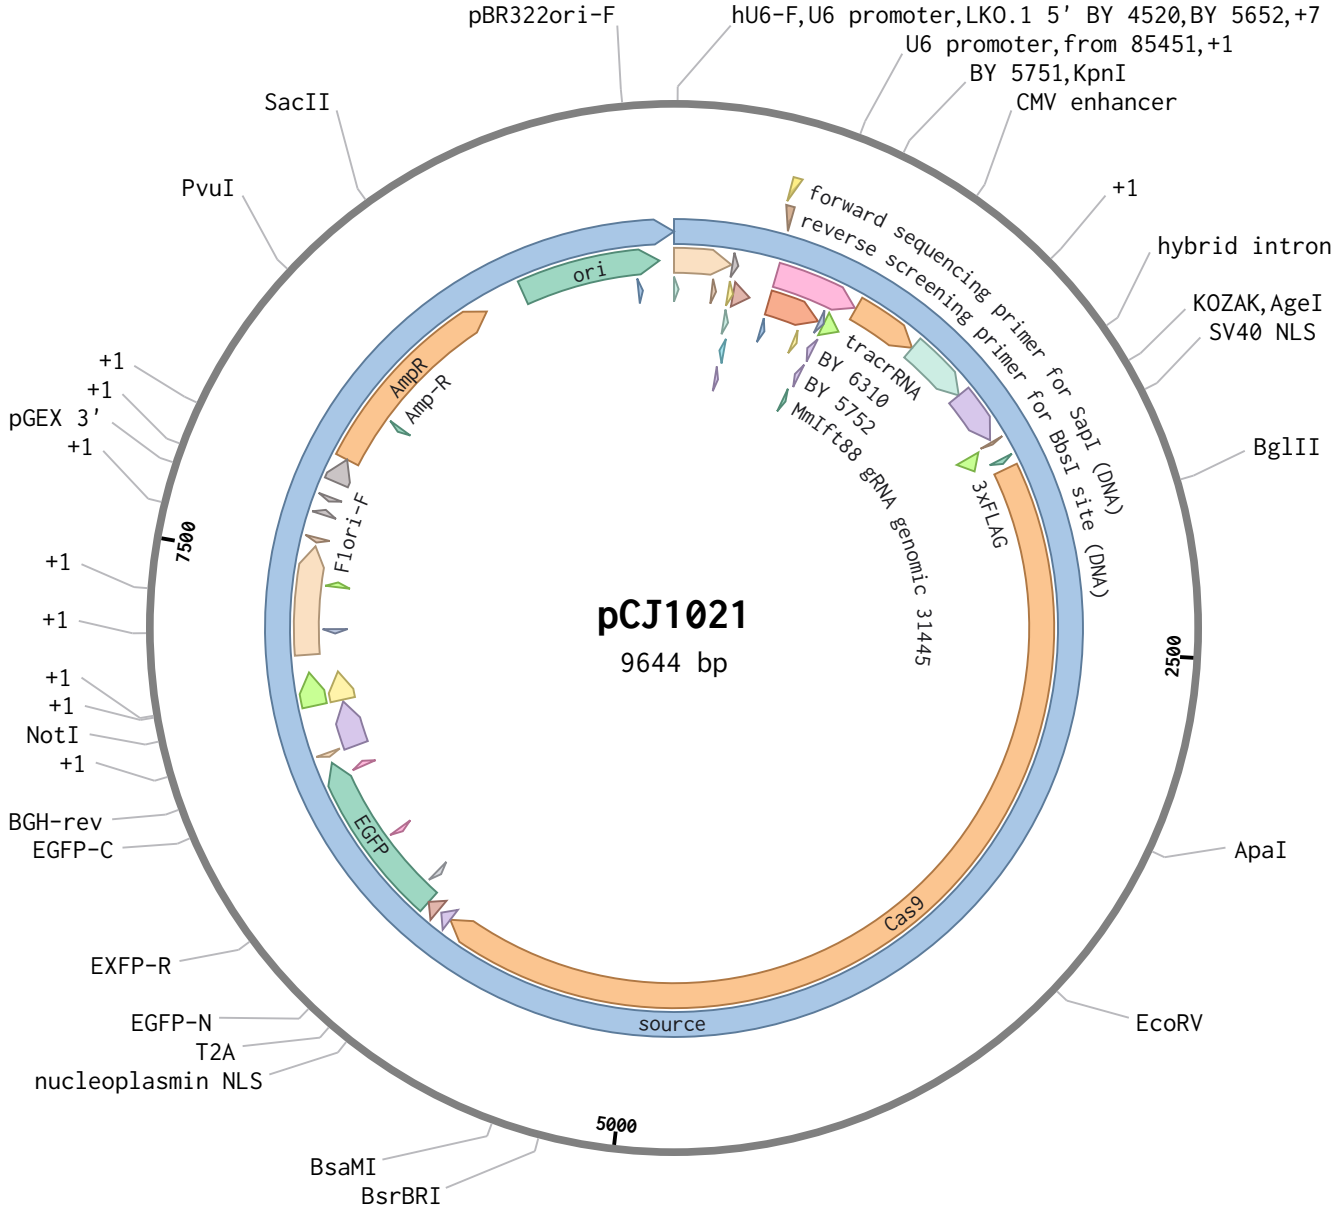 pBR322ori-F
hU6-F,U6 promoter,LKO.1 5' BY 4520,BY 5652,+7
U6 promoter,from 85451,+1
BY 5751,KpnI
CMV enhancer
SacII
PvuI
+1
hybrid intron
KOZAK,AgeI
SV40 NLS
BglII
2500
ApaI
EcoRV
forward sequencing primer for SapI (DNA)
reverse screening primer for BbsI site (DNA)
tracrRNA
BY 6310
BY 5752
MmIft88 gRNA genomic 31445
3xFLAG
ori
AmpR
Amp-R
F1ori-F
+1
+1
pGEX 3'
+1
7500
+1
+1
+1
+1
NotI
+1
BGH-rev
EGFP-C
EGFP
EXFP-R
EGFP-N
T2A
nucleoplasmin NLS
BsaMI
BsrBRI
5000
source
Cas9
pCJ1021
9644 bp